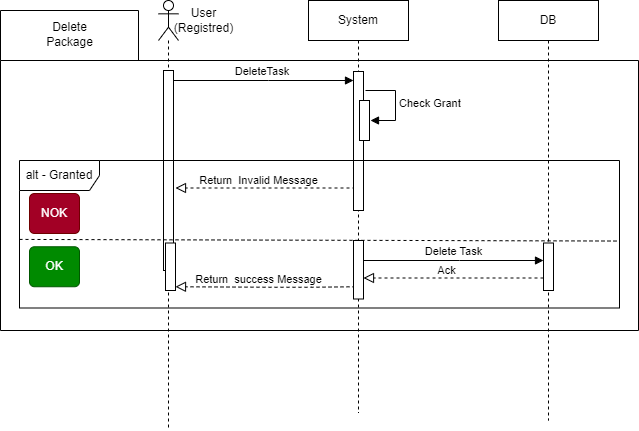 Delete
Package
User
(Registred)
System
DB
DeleteTask
Check Grant
alt - Granted
Return Invalid Message
NOK
OK
Delete Task
Ack
Return success Message